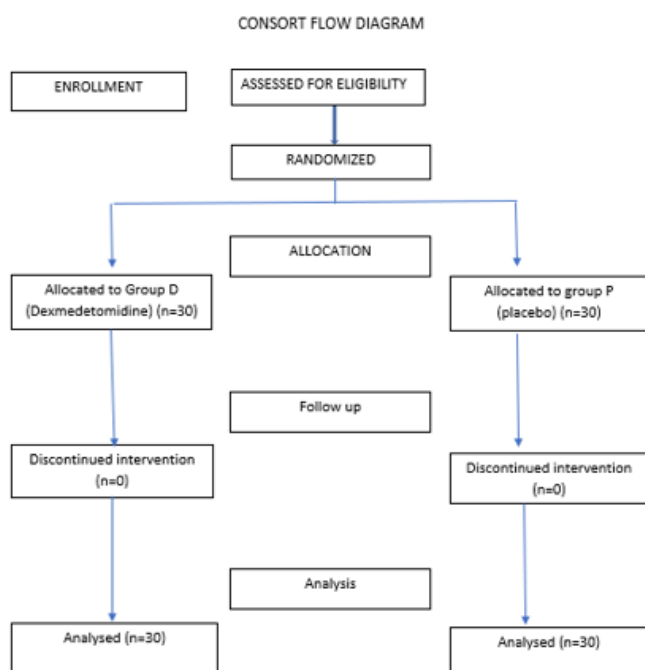 CONSORT FLOW DIAGRAM
ENROLLMENT
ASSESSED FOR ELIGIBILITY
RANDOMIZED
ALLOCATION
Allocated to Group D
(Dexmedetomidine) (n=30)
Allocated to group P
(placebo) (n=30)
Follow up
Discontinued intervention
(n=0)
Discontinued intervention
(n=0)
Analysis
Analysed (n=30)
Analysed (n=30)